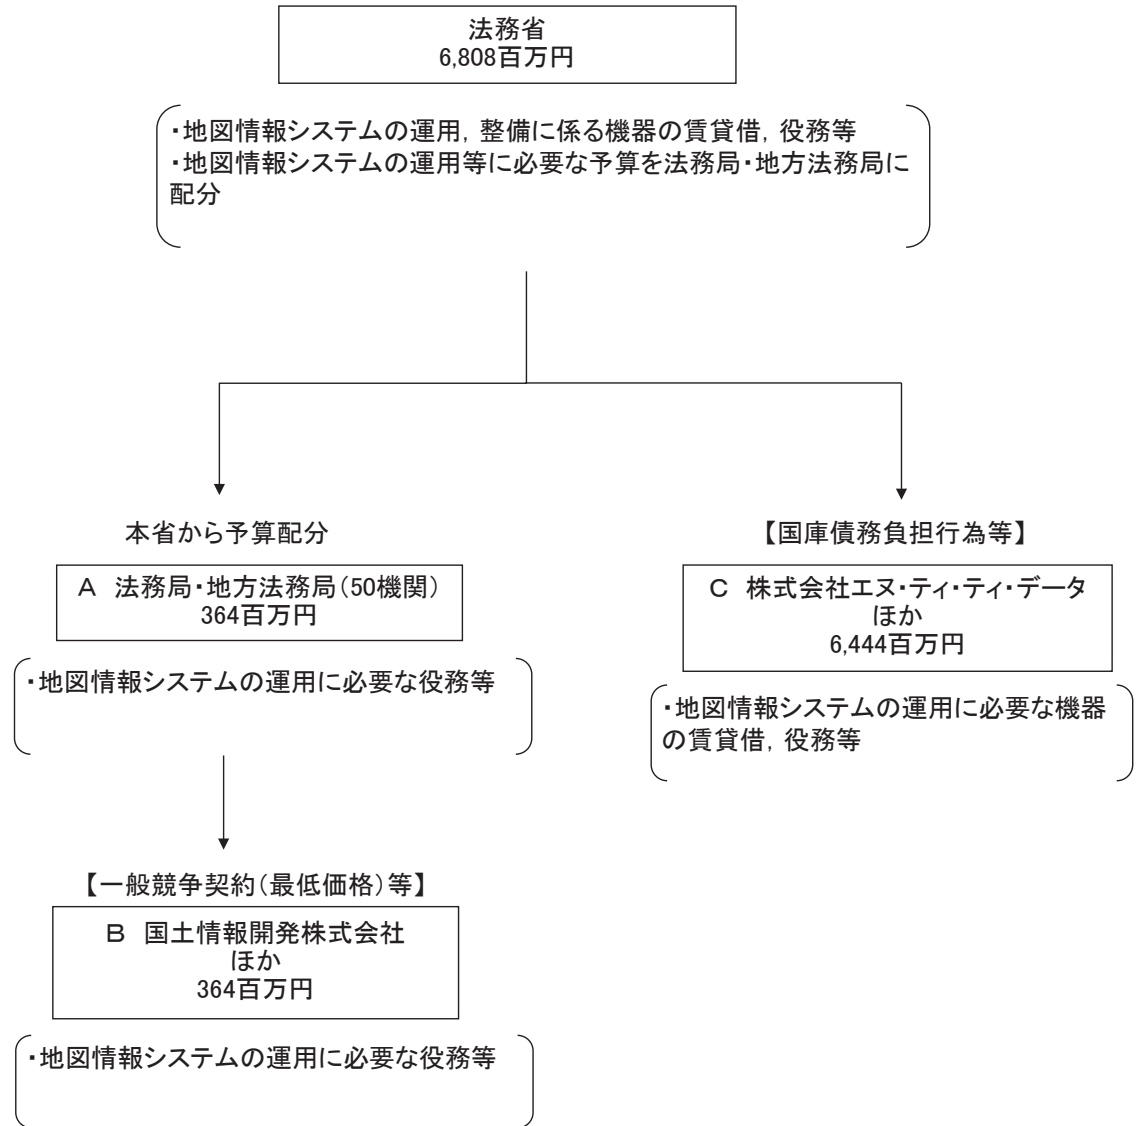 法務省
6,808百万円
・地図情報システムの運用，整備に係る機器の賃貸借，役務等
・地図情報システムの運用等に必要な予算を法務局・地方法務局に
配分
本省から予算配分
A 法務局・地方法務局（50機関）
364百万円
・地図情報システムの運用に必要な役務等
【一般競争契約（最低価格）等】
B 国土情報開発株式会社
ほか
364百万円
・地図情報システムの運用に必要な役務等
【国庫債務負担行為等】
C 株式会社エヌ・ティ・ティ・データ
ほか
6,444百万円
・地図情報システムの運用に必要な機器
の賃貸借，役務等